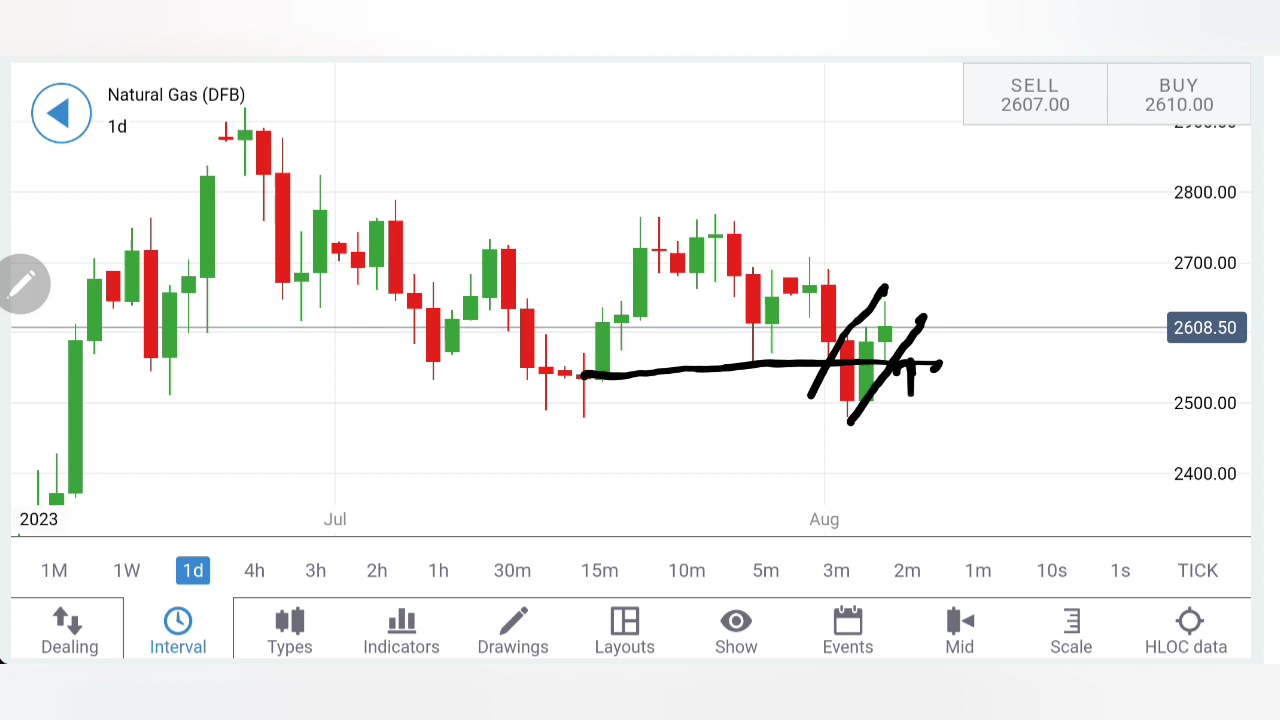 Natural Gas (DFB)
1d
SELL
2607.00
BUY
2610.00
2800.00
2700.00
2608.50
2500.00
2400.00
2023
Jul
Aug
1M 1W 1d 4h 3h 2h 1h 30m 15m 10m 5m 3m 2m 1m 10s 1s TICK
Dealing Interval Types Indicators Drawings Layouts Show Events Mid Scale HLOC data